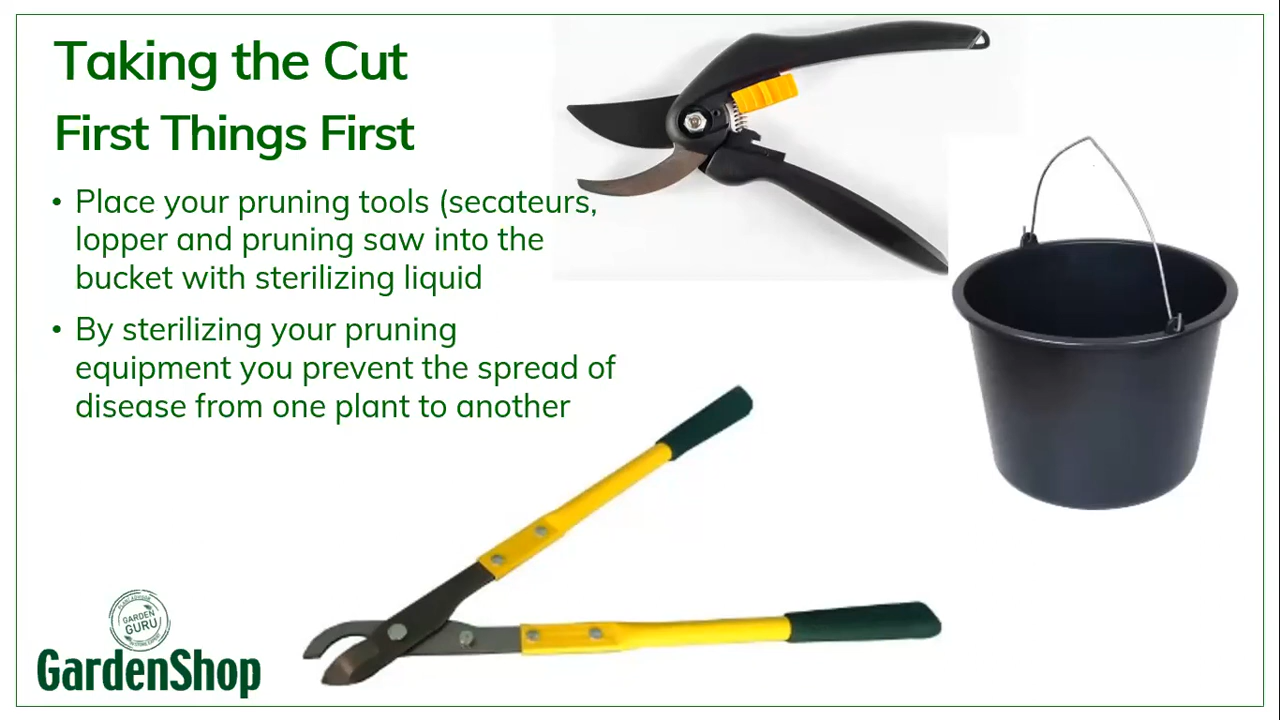 Taking the Cut
First Things First
• Place your pruning tools (secateurs,
lopper and pruning saw into the
bucket with sterilizing liquid
• By sterilizing your pruning
equipment you prevent the spread of
disease from one plant to another
GARDEN
GURU
GardenShop